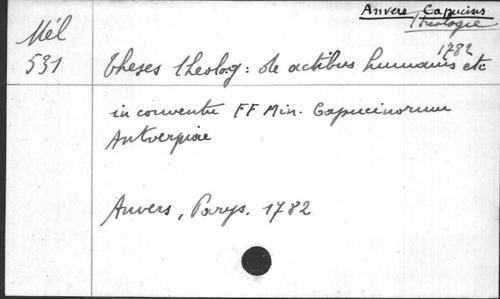 Anvers Capucins
Théologie
Mél
531
1782
Theses theolog: de actibus humanis etc
in conventu FF Min. Capucinorum
Antverpiae
Anvers, Parys. 1782